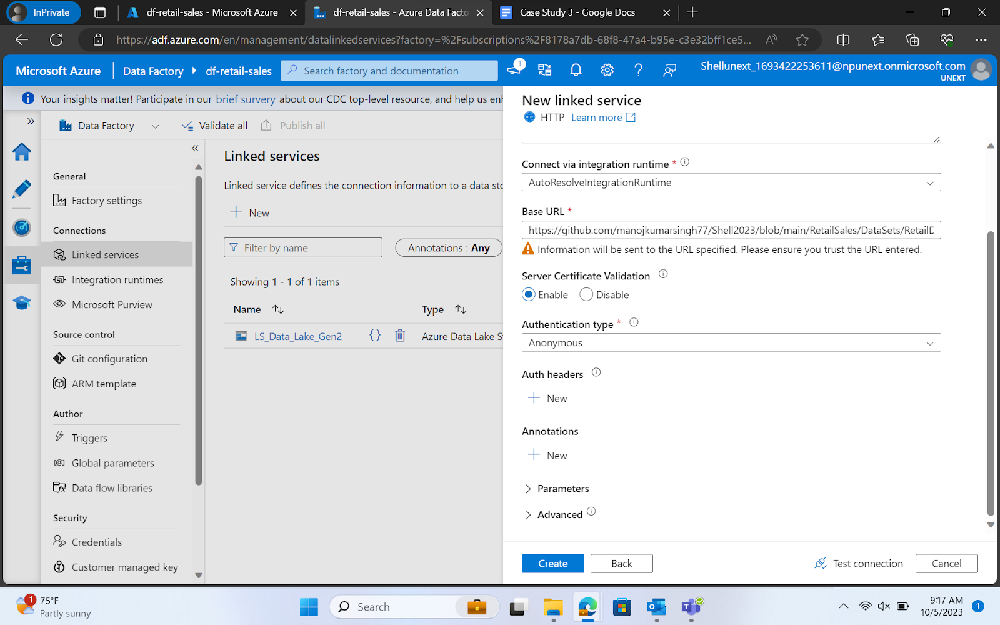 InPrivate
df-retail-sales - Microsoft Azure
df-retail-sales - Azure Data Facto
Case Study 3 - Google Docs
https://adf.azure.com/en/management/datalinkedservices?factory=%2Fsubscriptions%2F8178a7db-68f8-47a4-b95e-c3e32bff1ce5...
Microsoft Azure
Data Factory
df-retail-sales
Search factory and documentation
1
Shellunext_1693422253611@npunext.onmicrosoft.com
UNEXT
Your insights matter! Participate in our brief survery about our CDC top-level resource, and help us enh
Data Factory
Validate all
Publish all
General
Factory settings
Connections
Linked services
Integration runtimes
Microsoft Purview
Source control
Git configuration
ARM template
Author
Triggers
Global parameters
Data flow libraries
Security
Credentials
Customer managed key
Linked services
Linked service defines the connection information to a data sto
New
Filter by name
Annotations : Any
Showing 1 - 1 of 1 items
Name
Type
LS_Data_Lake_Gen2
{}
Azure Data Lake S
New linked service
HTTP Learn more
Connect via integration runtime *
AutoResolveIntegrationRuntime
Base URL *
https://github.com/manojkumarsingh77/Shell2023/blob/main/RetailSales/DataSets/RetailD
Information will be sent to the URL specified. Please ensure you trust the URL entered.
Server Certificate Validation
Enable
Disable
Authentication type *
Anonymous
Auth headers
New
Annotations
New
Parameters
Advanced
Create
Back
Test connection
Cancel
1
75°F
Partly sunny
Search
9:17 AM
10/5/2023
1